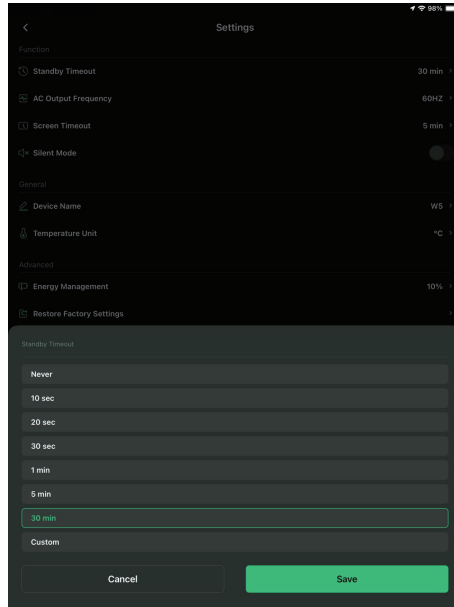 98%
Settings
Function
Standby Timeout 30 min
AC Output Frequency 60HZ
Screen Timeout 5 min
Silent Mode
General
Device Name W5
Temperature Unit °C
Advanced
Energy Management 10%
Restore Factory Settings
Standby Timeout
Never
10 sec
20 sec
30 sec
1 min
5 min
30 min
Custom
Cancel Save